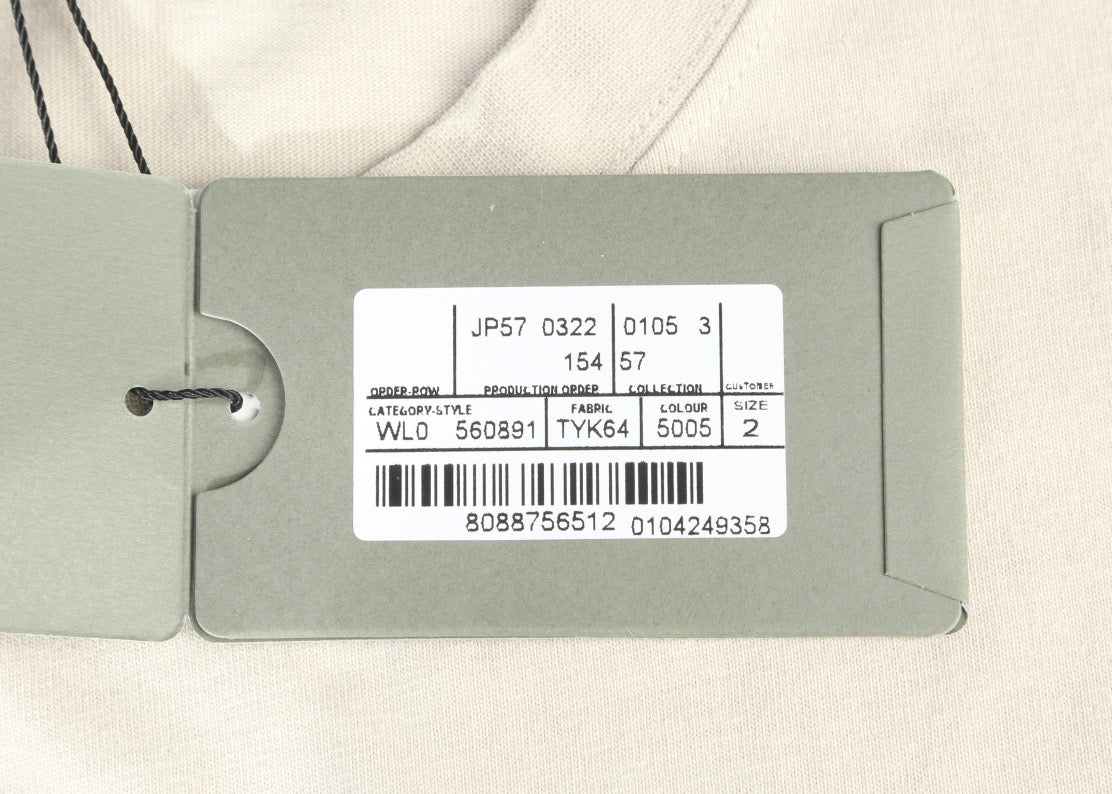 JP57 0322 0105 3
154 57
ORDER-ROW PRODUCTION ORDER COLLECTION CUSTOMER
CATEGORY-STYLE FABRIC COLOUR SIZE
WL0 560891 TYK64 5005 2
8088756512 0104249358